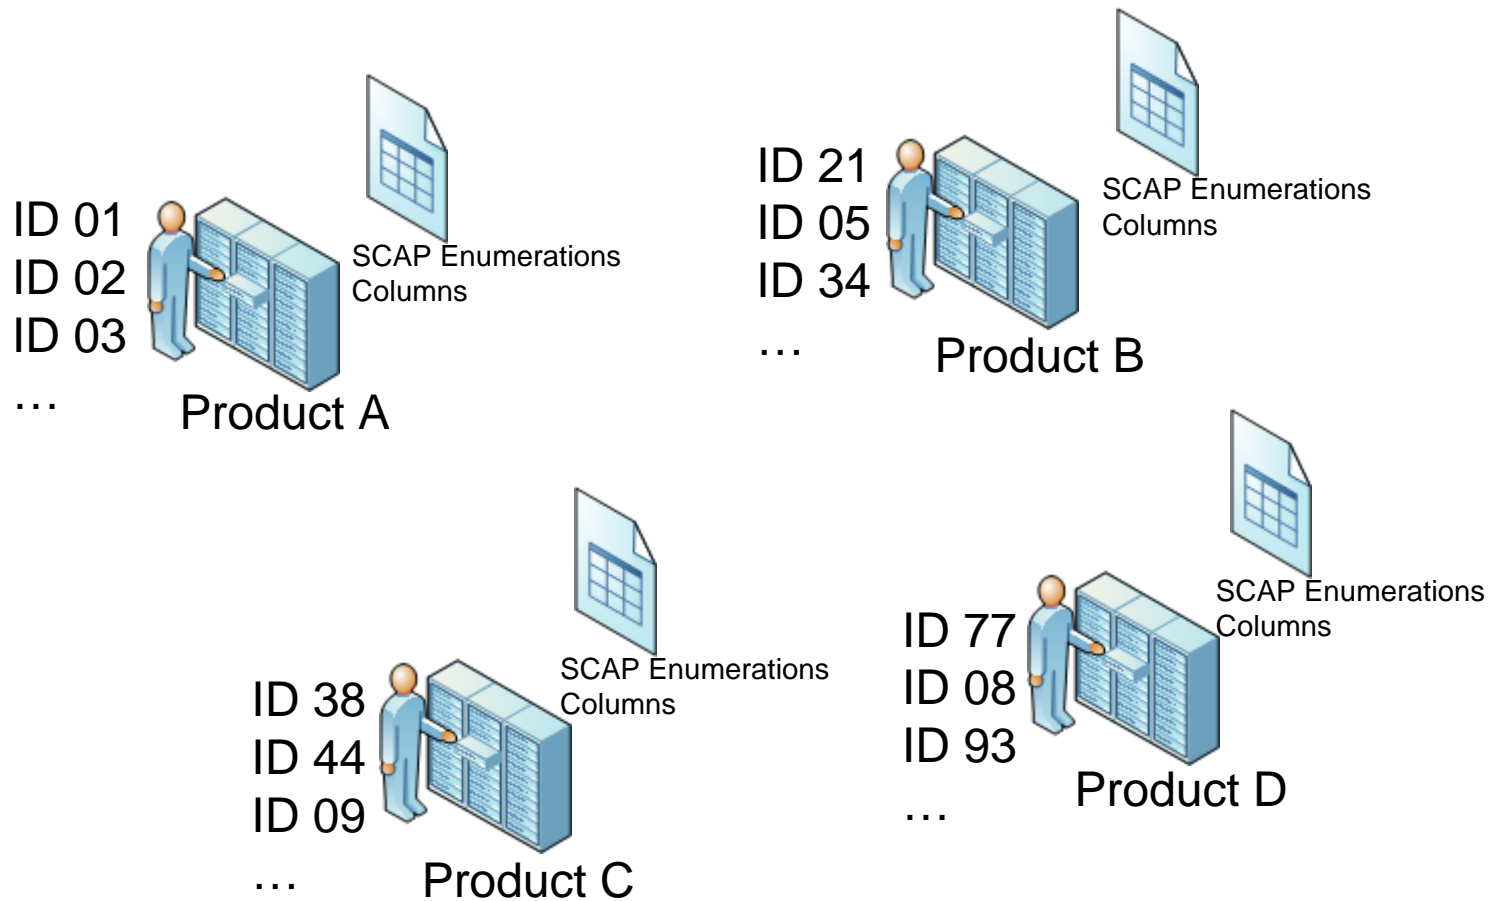 ID 01
ID 02
ID 03
…
SCAP Enumerations
Columns
Product A
ID 21
ID 05
ID 34
…
SCAP Enumerations
Columns
Product B
ID 38
ID 44
ID 09
…
SCAP Enumerations
Columns
Product C
ID 77
ID 08
ID 93
…
SCAP Enumerations
Columns
Product D